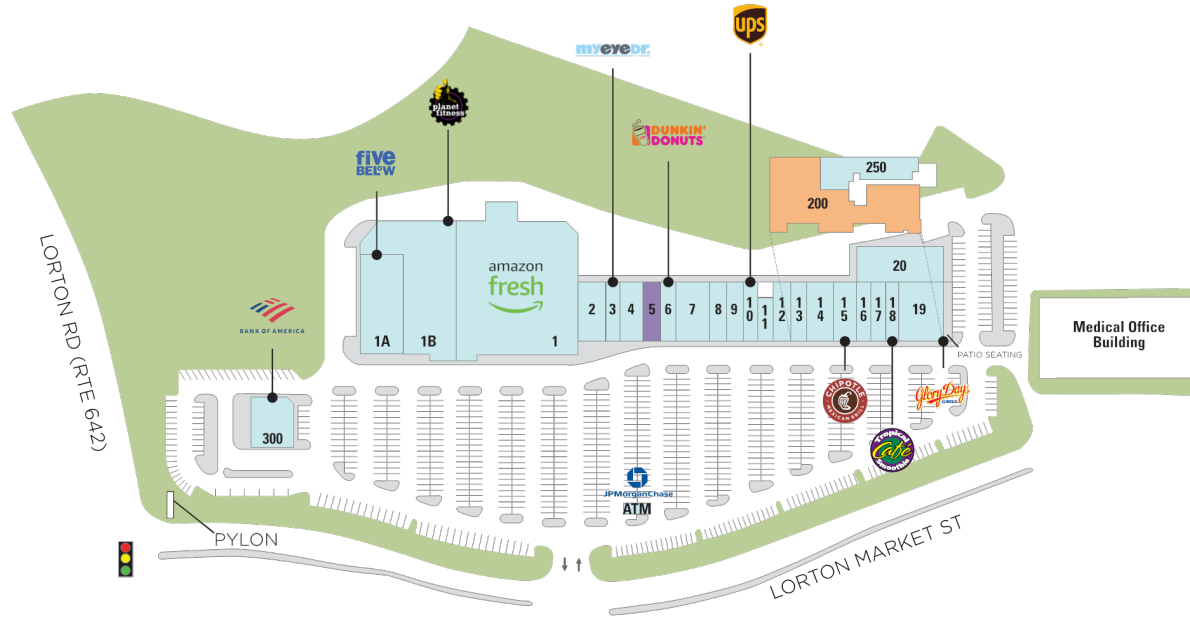 ups
myeyedr.
planet
fitness
DUNKIN'
DONUTS
five
BELOW
250
200
LORTON RD (RTE 642)
amazon
fresh
20
Medical Office
Building
1A
1B
1
2
3
4
5
6
7
8
9
10
11
12
13
14
15
16
17
18
19
PATIO SEATING
BANK OF AMERICA
300
CHIPOTLE
MEXICAN GRILL
Glory Days
GRILL
Tropical
Smoothie
Cafe
JPMorganChase
ATM
PYLON
LORTON MARKET ST